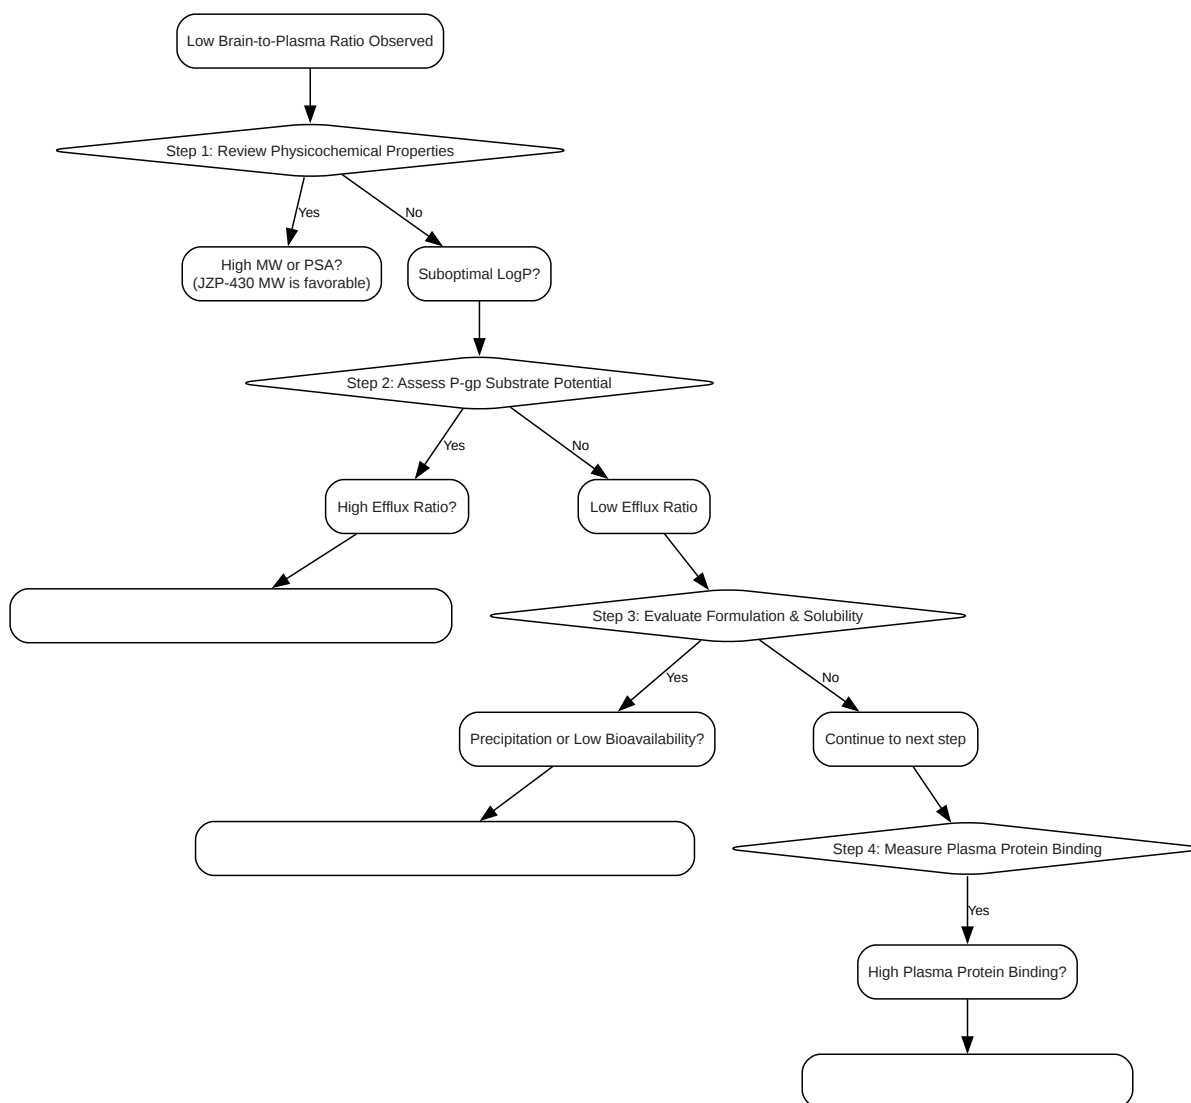 Low Brain-to-Plasma Ratio Observed
Step 1: Review Physicochemical Properties
Yes
No
High MW or PSA?
(JZP-430 MW is favorable)
Suboptimal LogP?
Step 2: Assess P-gp Substrate Potential
Yes
No
High Efflux Ratio?
Low Efflux Ratio
Step 3: Evaluate Formulation & Solubility
Yes
No
Precipitation or Low Bioavailability?
Continue to next step
Step 4: Measure Plasma Protein Binding
Yes
High Plasma Protein Binding?